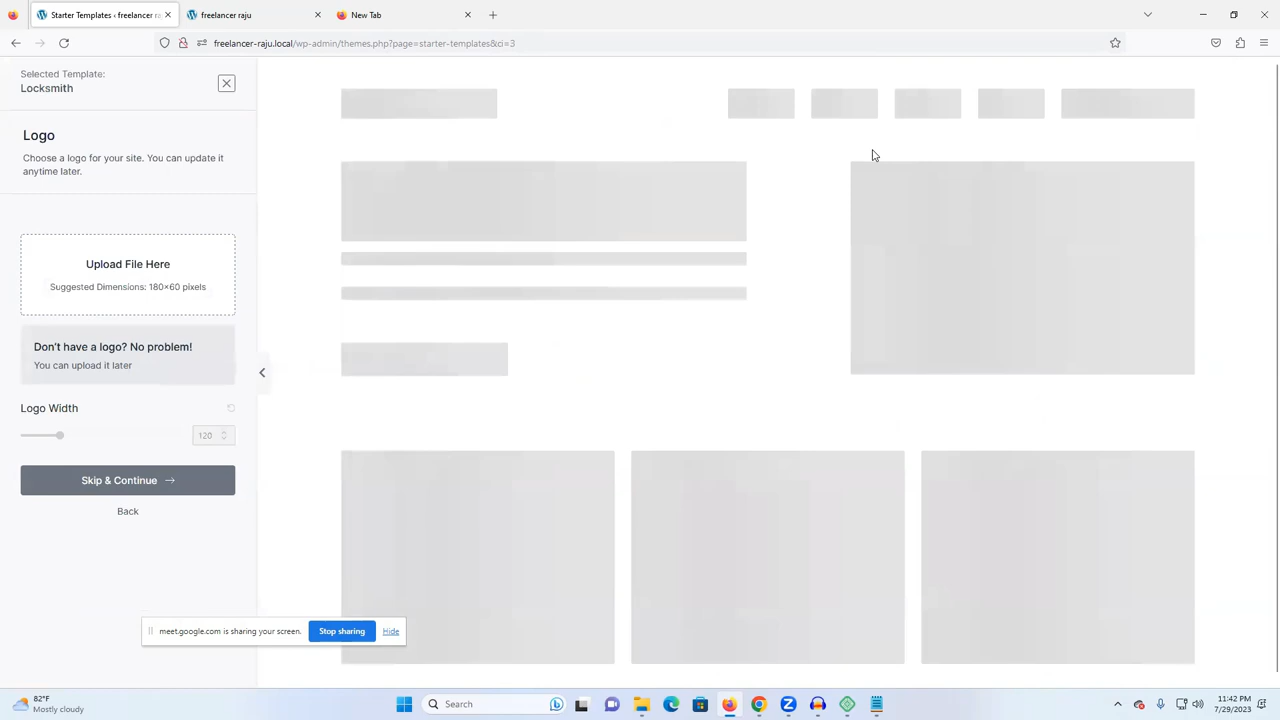 Starter Templates ‹ freelancer ra
freelancer raju
New Tab
freelancer-raju.local/wp-admin/themes.php?page=starter-templates&ci=3
Selected Template:
Locksmith
Logo
Choose a logo for your site. You can update it
anytime later.
Upload File Here
Suggested Dimensions: 180×60 pixels
Don't have a logo? No problem!
You can upload it later
Logo Width
120
Skip & Continue →
Back
meet.google.com is sharing your screen.
Stop sharing
Hide
82°F
Mostly cloudy
Search
11:42 PM
7/29/2023